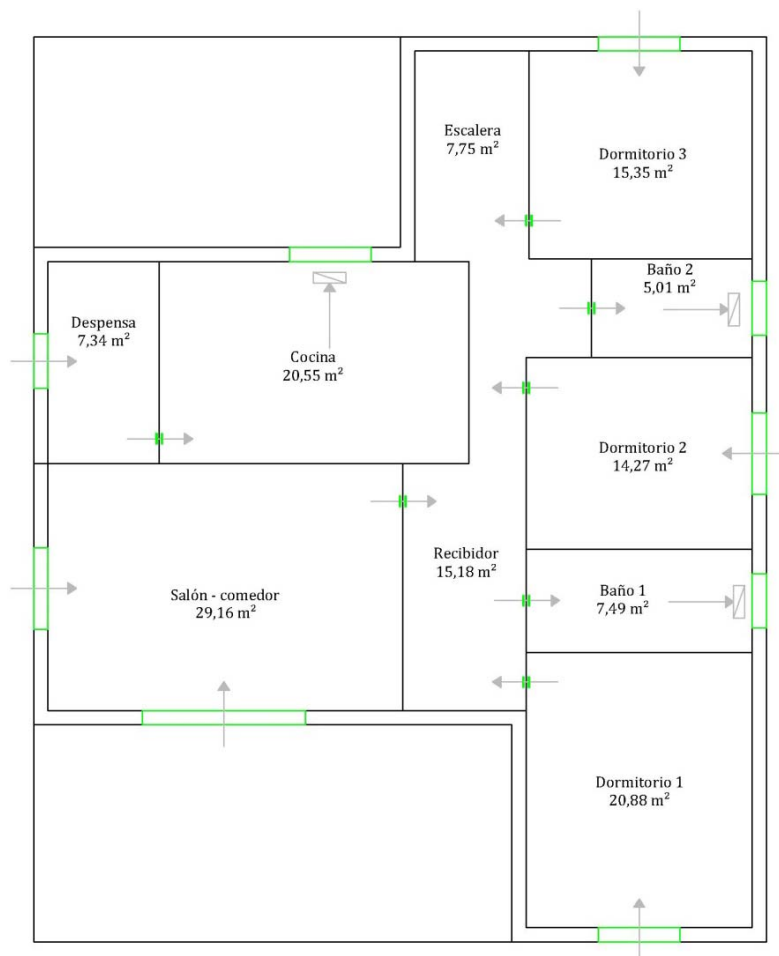 Escalera
7,75 m²
Dormitorio 3
15,35 m²
Baño 2
5,01 m²
Despensa
7,34 m²
Cocina
20,55 m²
Dormitorio 2
14,27 m²
Recibidor
15,18 m²
Salón - comedor
29,16 m²
Baño 1
7,49 m²
Dormitorio 1
20,88 m²